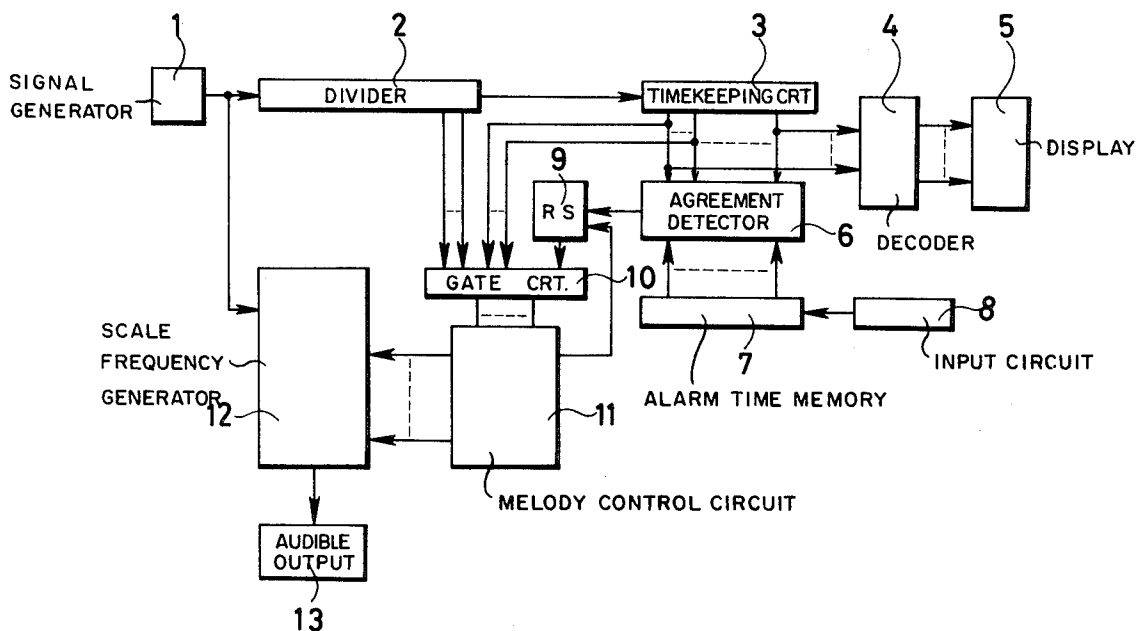 1
2
3
4
5
SIGNAL
GENERATOR
DIVIDER
TIMEKEEPING CRT
DISPLAY
9
R S
AGREEMENT
DETECTOR
6
DECODER
GATE CRT.
10
8
SCALE
FREQUENCY
GENERATOR
12
7
INPUT CIRCUIT
ALARM TIME MEMORY
11
MELODY CONTROL CIRCUIT
AUDIBLE
OUTPUT
13